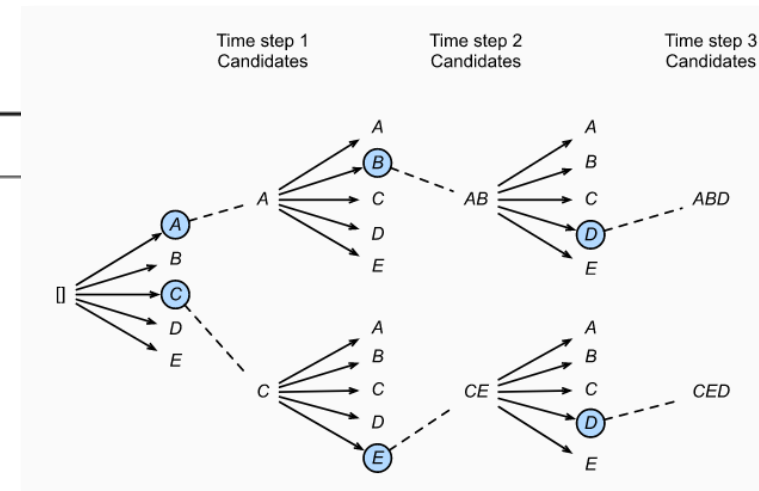 Time step 1
Candidates
Time step 2
Candidates
Time step 3
Candidates
[]
A
B
C
D
E
A
A
B
C
D
E
C
A
B
C
D
E
AB
A
B
C
D
E
CE
A
B
C
D
E
ABD
CED